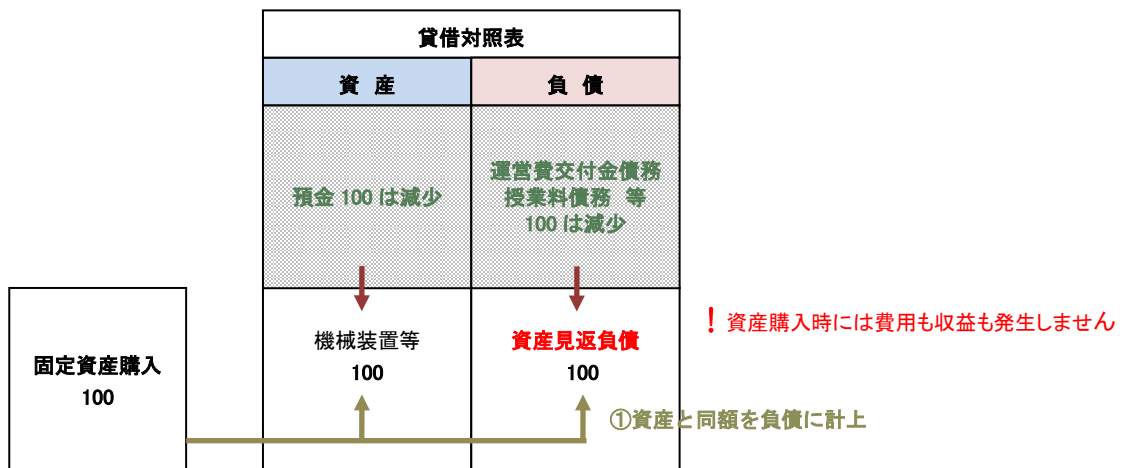 貸借対照表
資 産
負 債
預金 100 は減少
運営費交付金債務
授業料債務 等
100 は減少
機械装置等
100
資産見返負債
100
！資産購入時には費用も収益も発生しません
固定資産購入
100
①資産と同額を負債に計上